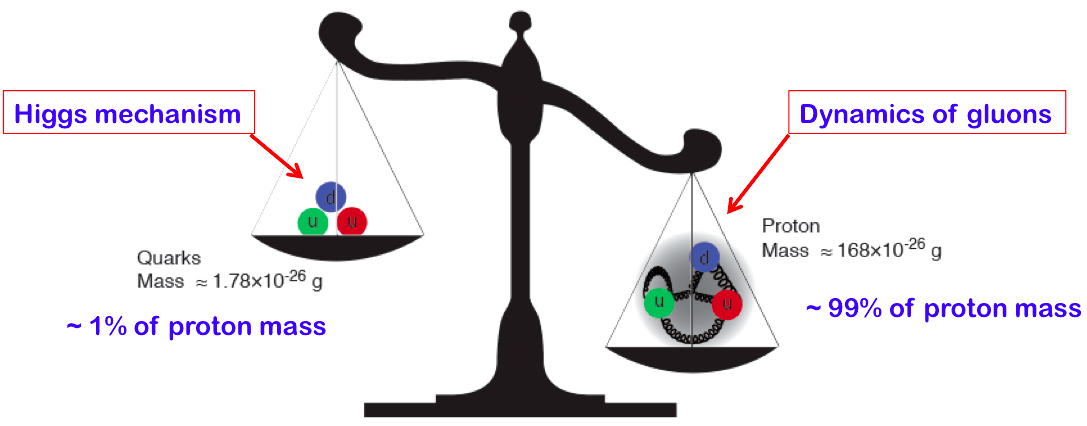 Higgs mechanism
Dynamics of gluons
d
u
u
Quarks
Mass ≈ 1.78×10⁻²⁶ g
~ 1% of proton mass
Proton
Mass ≈ 168×10⁻²⁶ g
d
u
u
~ 99% of proton mass